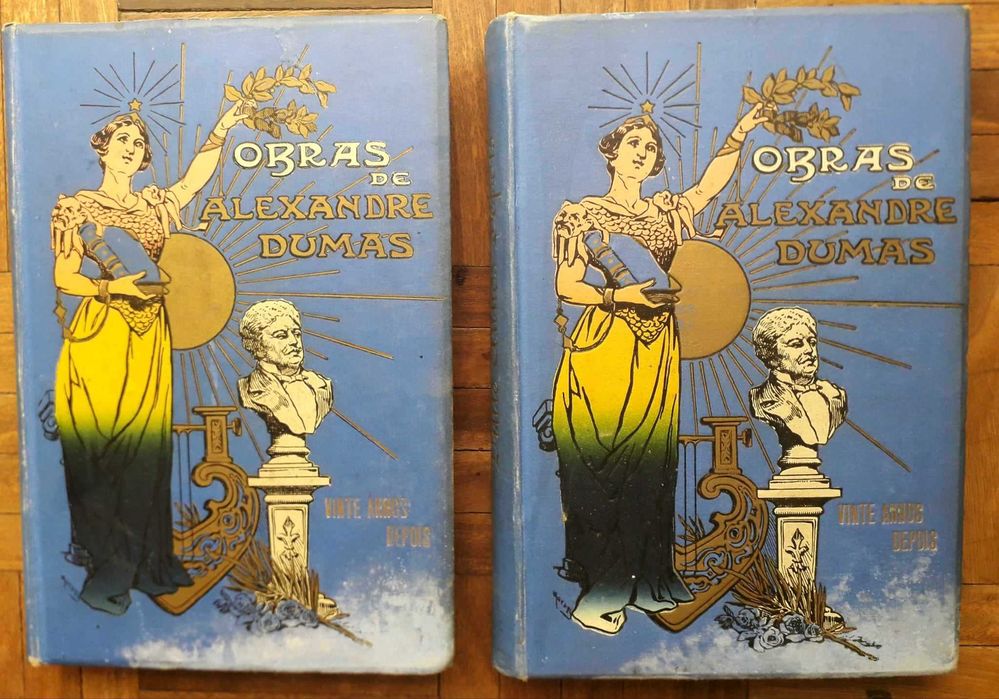 OBRAS
DE
ALEXANDRE
DUMAS
VINTE ANNOS
DEPOIS
OBRAS
DE
ALEXANDRE
DUMAS
VINTE ANNOS
DEPOIS